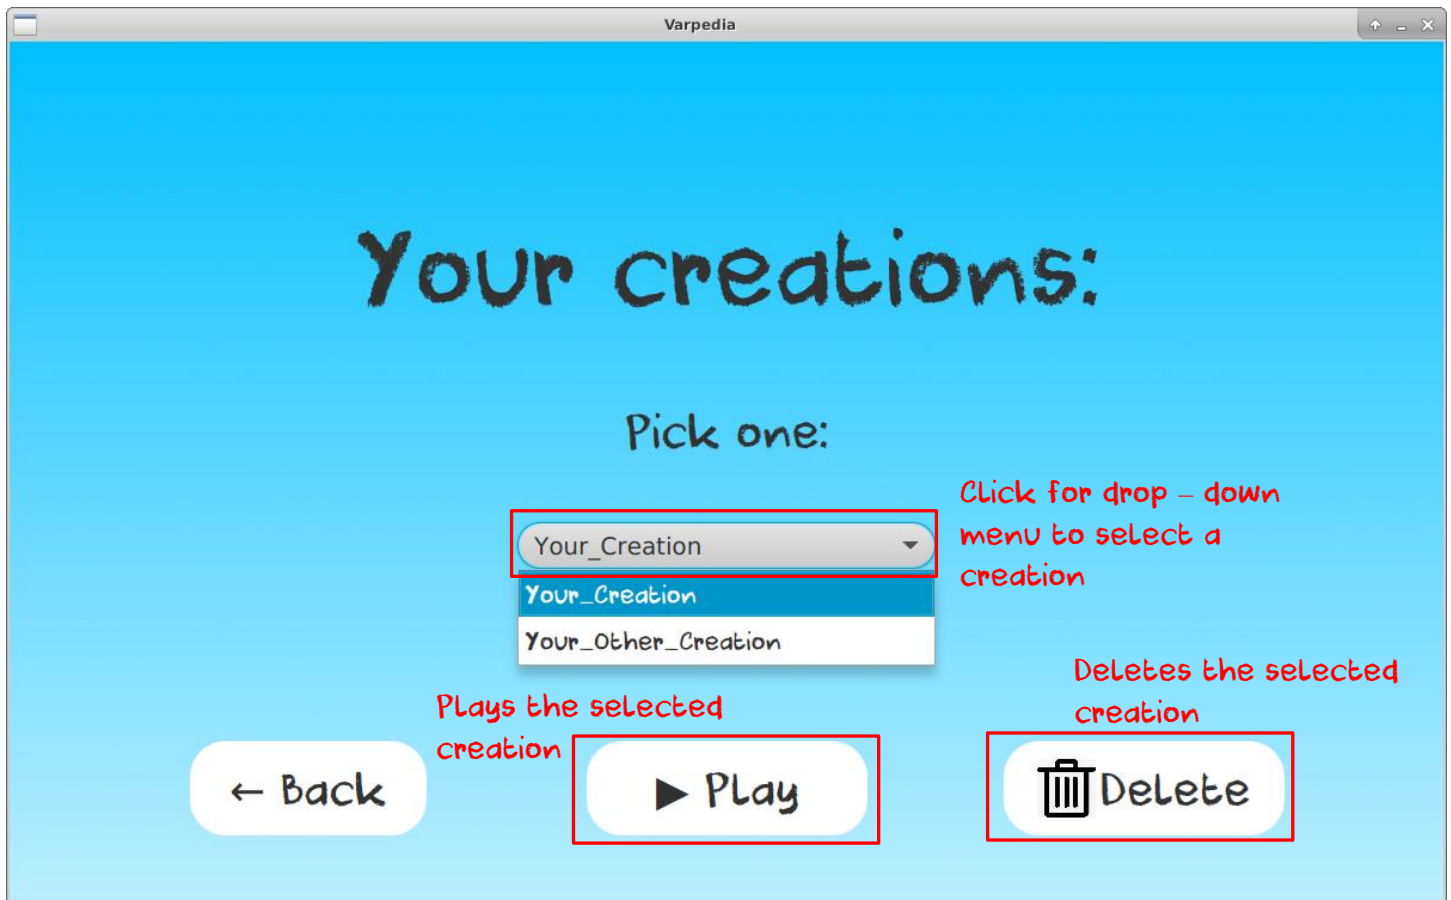 Varpedia
Your creations:
Pick one:
Click for drop – down
menu to select a
creation
Your_Creation
Your_Creation
Your_Other_Creation
Deletes the selected
creation
Plays the selected
creation
← Back
▶ Play
Delete